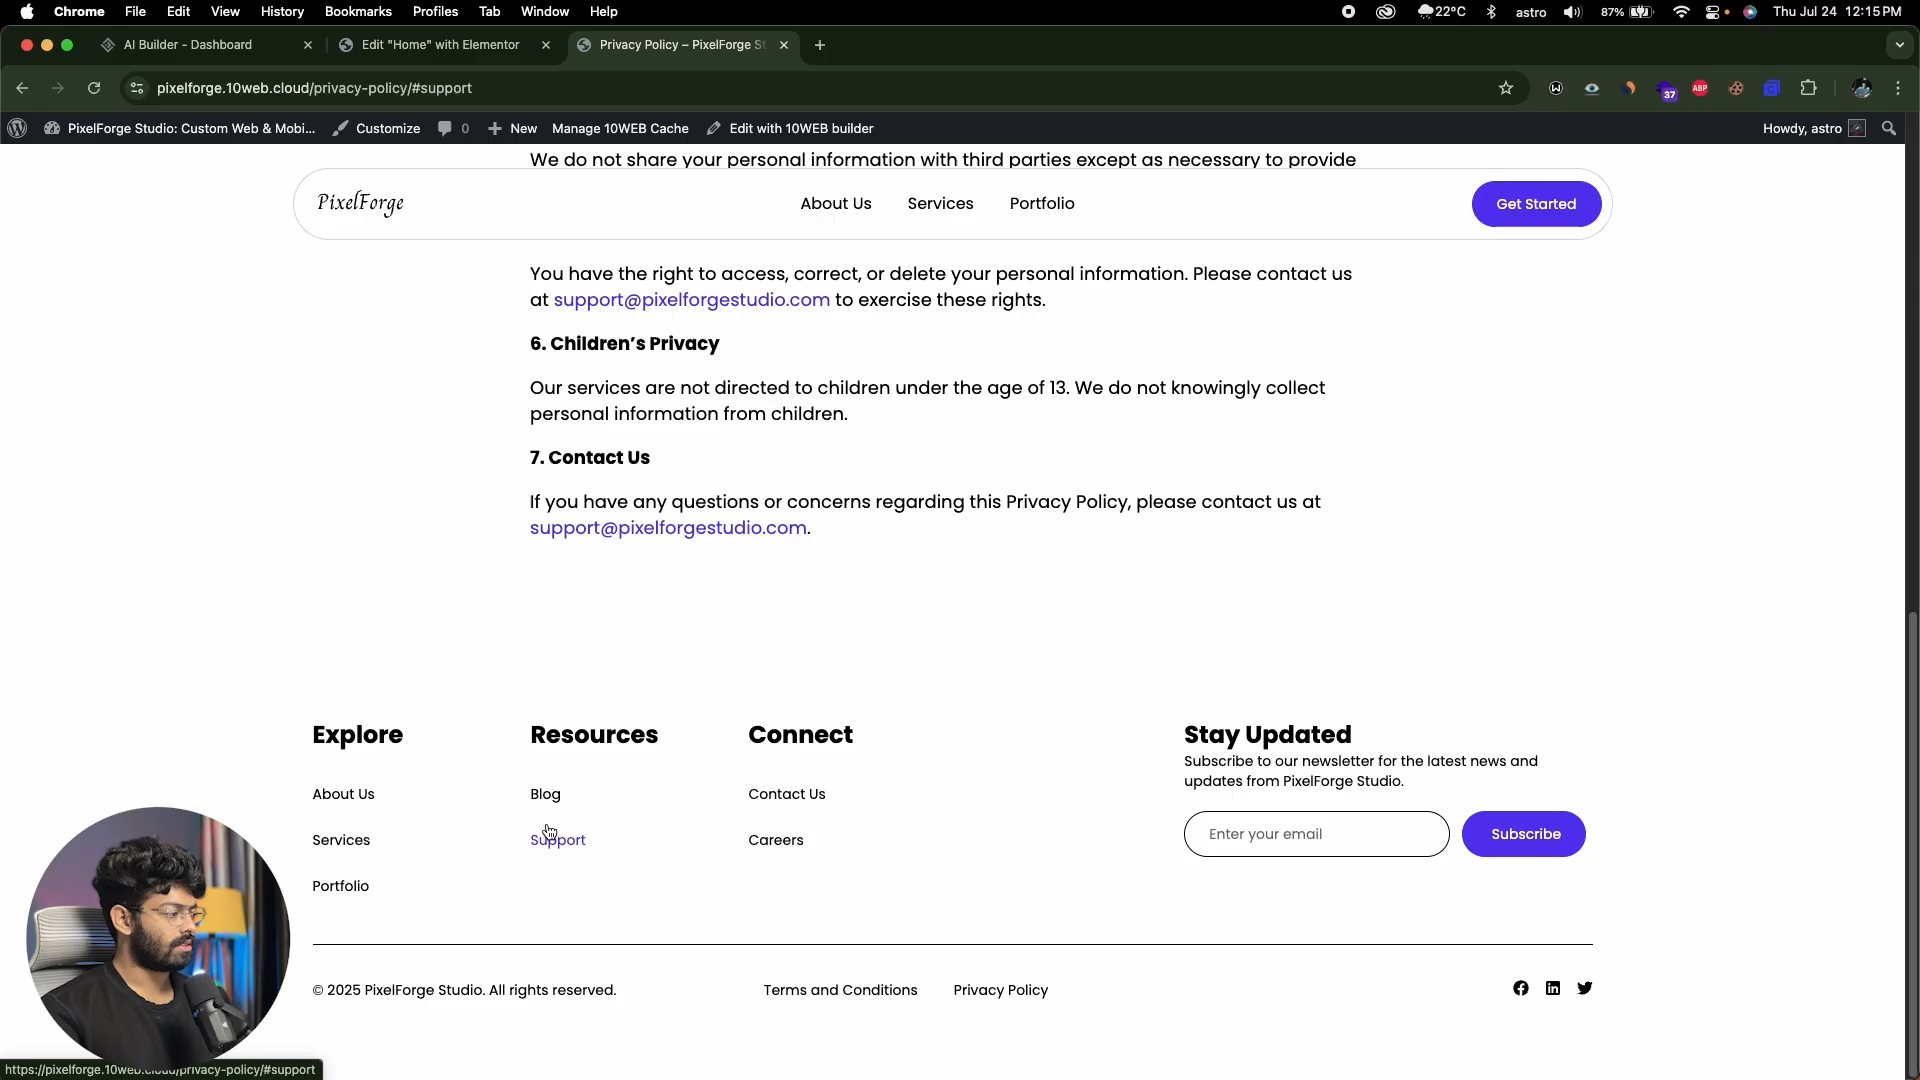 Chrome File Edit View History Bookmarks Profiles Tab Window Help 22°C astro 87% Thu Jul 24 12:15 PM
AI Builder - Dashboard Edit "Home" with Elementor Privacy Policy – PixelForge St
pixelforge.10web.cloud/privacy-policy/#support 37 ABP
PixelForge Studio: Custom Web & Mobi... Customize 0 New Manage 10WEB Cache Edit with 10WEB builder Howdy, astro
We do not share your personal information with third parties except as necessary to provide
PixelForge About Us Services Portfolio Get Started
You have the right to access, correct, or delete your personal information. Please contact us
at support@pixelforgestudio.com to exercise these rights.
6. Children’s Privacy
Our services are not directed to children under the age of 13. We do not knowingly collect
personal information from children.
7. Contact Us
If you have any questions or concerns regarding this Privacy Policy, please contact us at
support@pixelforgestudio.com.
Explore
About Us
Services
Portfolio
Resources
Blog
Support
Connect
Contact Us
Careers
Stay Updated
Subscribe to our newsletter for the latest news and
updates from PixelForge Studio.
Enter your email Subscribe
© 2025 PixelForge Studio. All rights reserved. Terms and Conditions Privacy Policy
https://pixelforge.10web.cloud/privacy-policy/#support